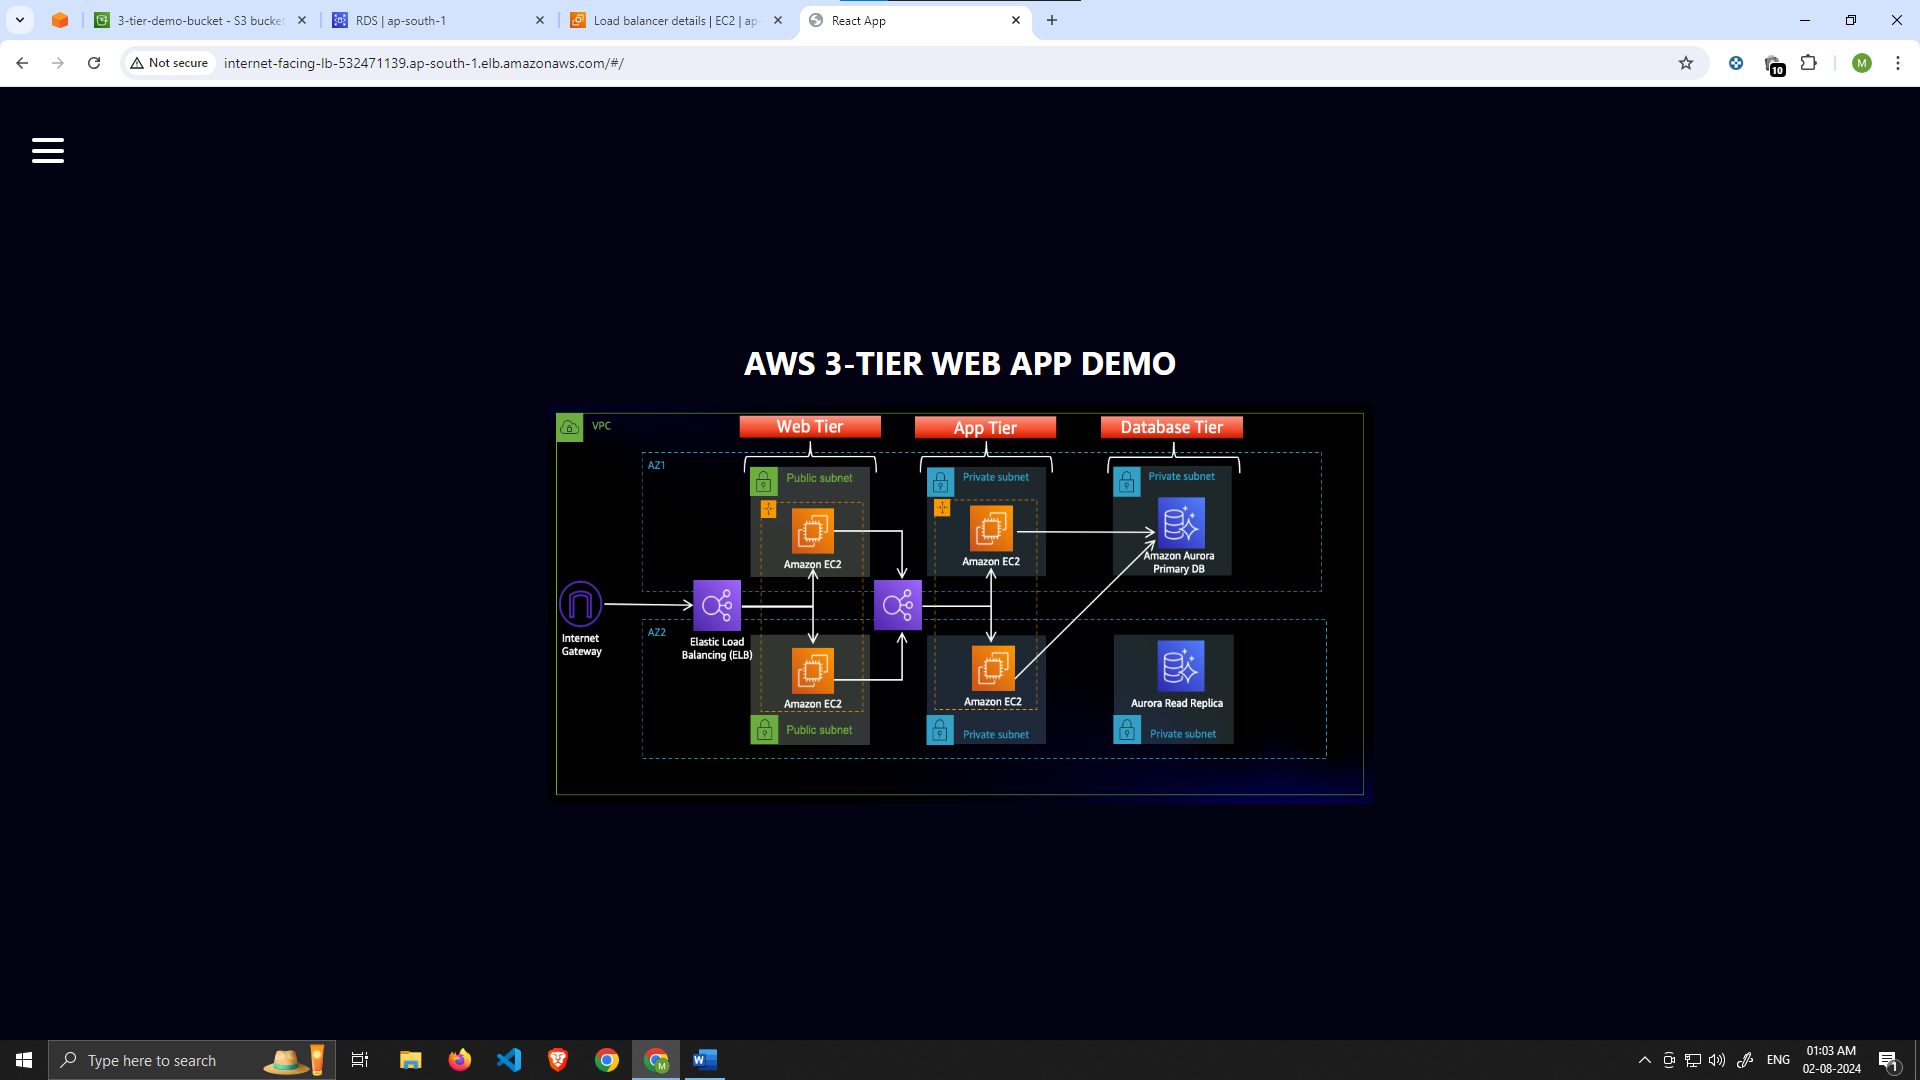 3-tier-demo-bucket - S3 bucket
RDS | ap-south-1
Load balancer details | EC2 | ap-
React App
Not secure
internet-facing-lb-532471139.ap-south-1.elb.amazonaws.com/#/
10
M
AWS 3-TIER WEB APP DEMO
VPC
Web Tier
App Tier
Database Tier
AZ1
Public subnet
Private subnet
Private subnet
Amazon EC2
Amazon EC2
Amazon Aurora
Primary DB
Internet
Gateway
Elastic Load
Balancing (ELB)
AZ2
Amazon EC2
Amazon EC2
Aurora Read Replica
Public subnet
Private subnet
Private subnet
Type here to search
M
W
ENG
01:03 AM
02-08-2024
1